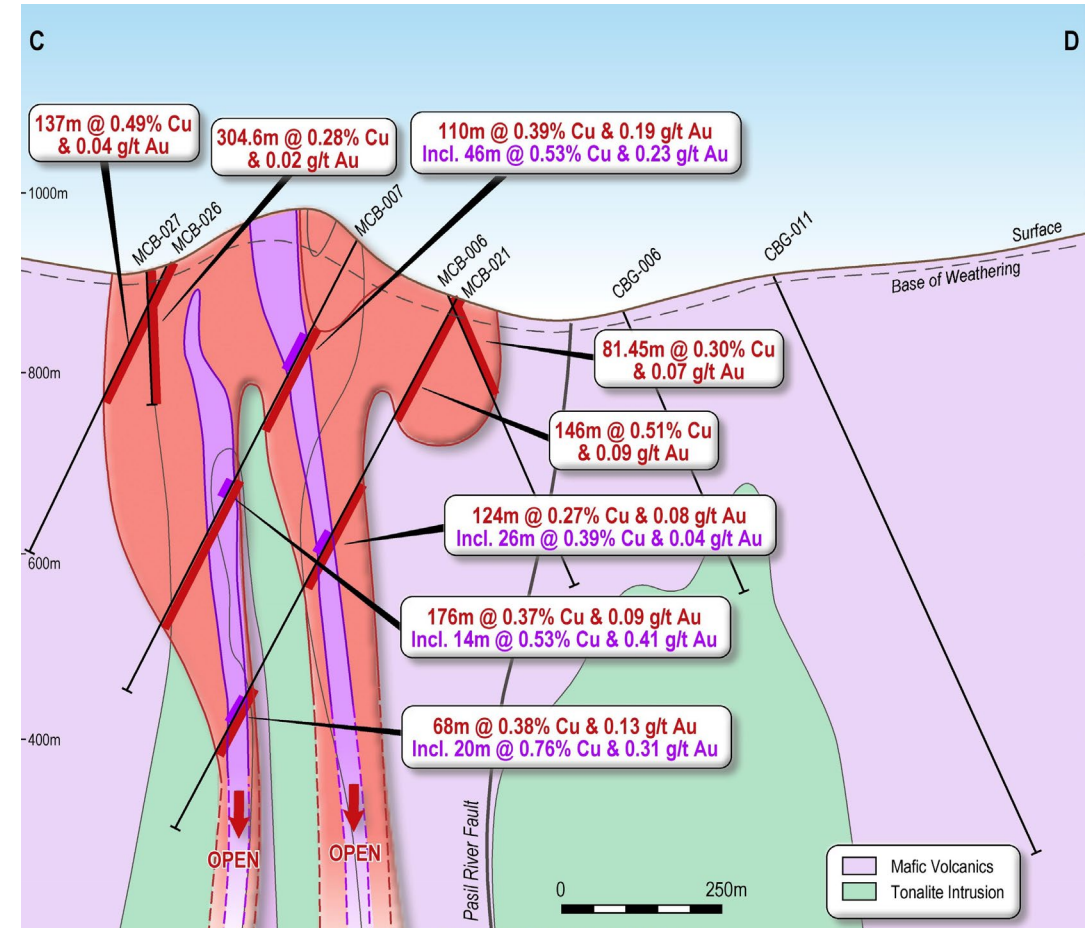 C
D
137m @ 0.49% Cu
& 0.04 g/t Au
304.6m @ 0.28% Cu
& 0.02 g/t Au
110m @ 0.39% Cu & 0.19 g/t Au
Incl. 46m @ 0.53% Cu & 0.23 g/t Au
1000m
MCB-027
MCB-026
MCB-007
MCB-006
MCB-021
CBG-006
CBG-011
Surface
Base of Weathering
81.45m @ 0.30% Cu
& 0.07 g/t Au
800m
146m @ 0.51% Cu
& 0.09 g/t Au
124m @ 0.27% Cu & 0.08 g/t Au
Incl. 26m @ 0.39% Cu & 0.04 g/t Au
600m
176m @ 0.37% Cu & 0.09 g/t Au
Incl. 14m @ 0.53% Cu & 0.41 g/t Au
68m @ 0.38% Cu & 0.13 g/t Au
Incl. 20m @ 0.76% Cu & 0.31 g/t Au
400m
OPEN
OPEN
Pasil River Fault
0
250m
Mafic Volcanics
Tonalite Intrusion